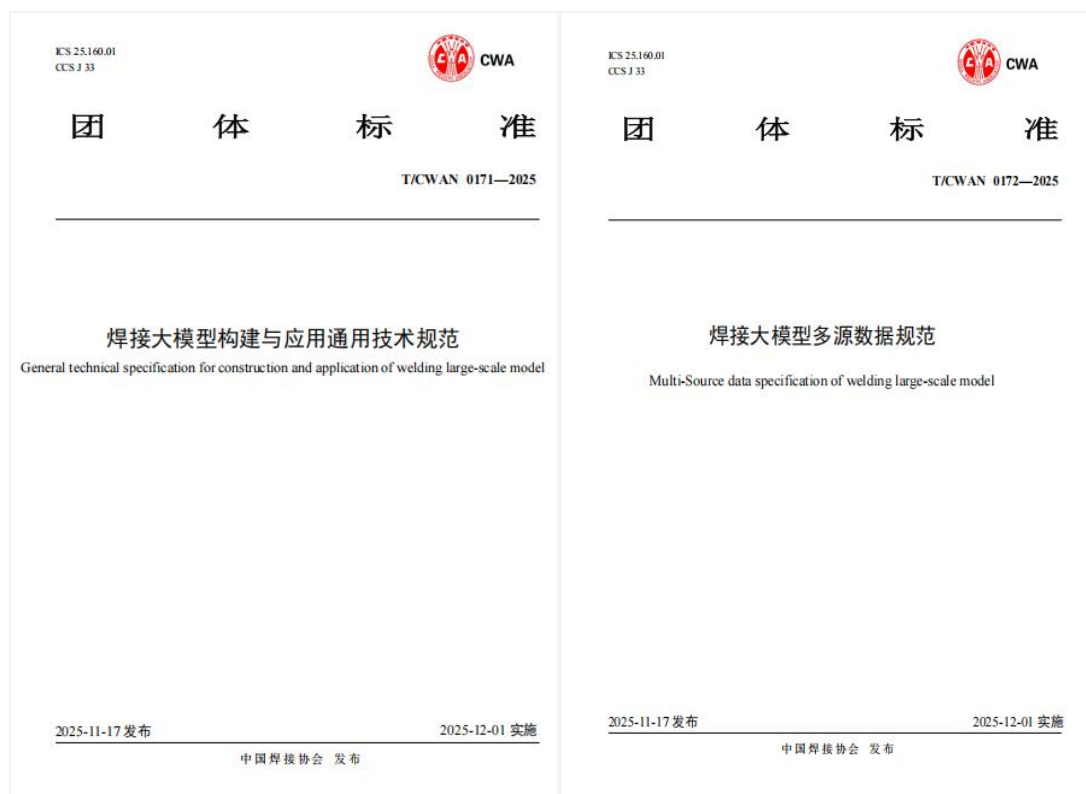 ICS 25.160.01
CCS J 33
CWA
CWA
团 体 标 准
T/CWAN 0171—2025
焊接大模型构建与应用通用技术规范
General technical specification for construction and application of welding large-scale model
2025-11-17发布
2025-12-01 实施
中国焊接协会 发布
ICS 25.160.01
CCS J 33
CWA
CWA
团 体 标 准
T/CWAN 0172—2025
焊接大模型多源数据规范
Multi-Source data specification of welding large-scale model
2025-11-17发布
2025-12-01 实施
中国焊接协会 发布